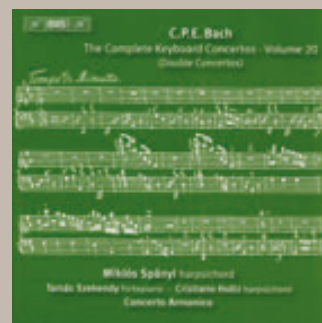 BIS
C.P.E. Bach
The Complete Keyboard Concertos · Volume 20
(Double Concertos)
Miklós Spányi harpsichord
Tamás Szekendy fortepiano · Cristiano Holtz harpsichord
Concerto Armonico